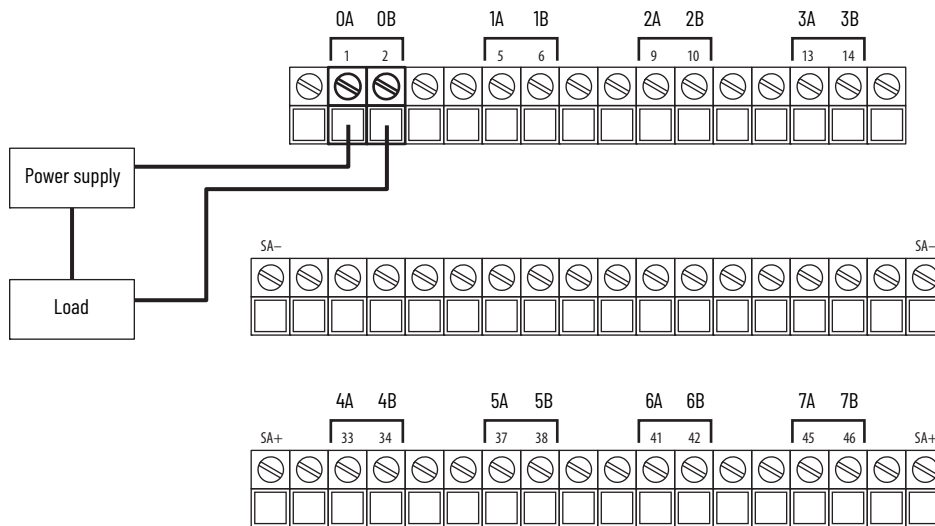 0A 0B 1A 1B 2A 2B 3A 3B
1 2 5 6 9 10 13 14
Power supply
SA– SA–
Load
4A 4B 5A 5B 6A 6B 7A 7B
SA+ 33 34 37 38 41 42 45 46 SA+